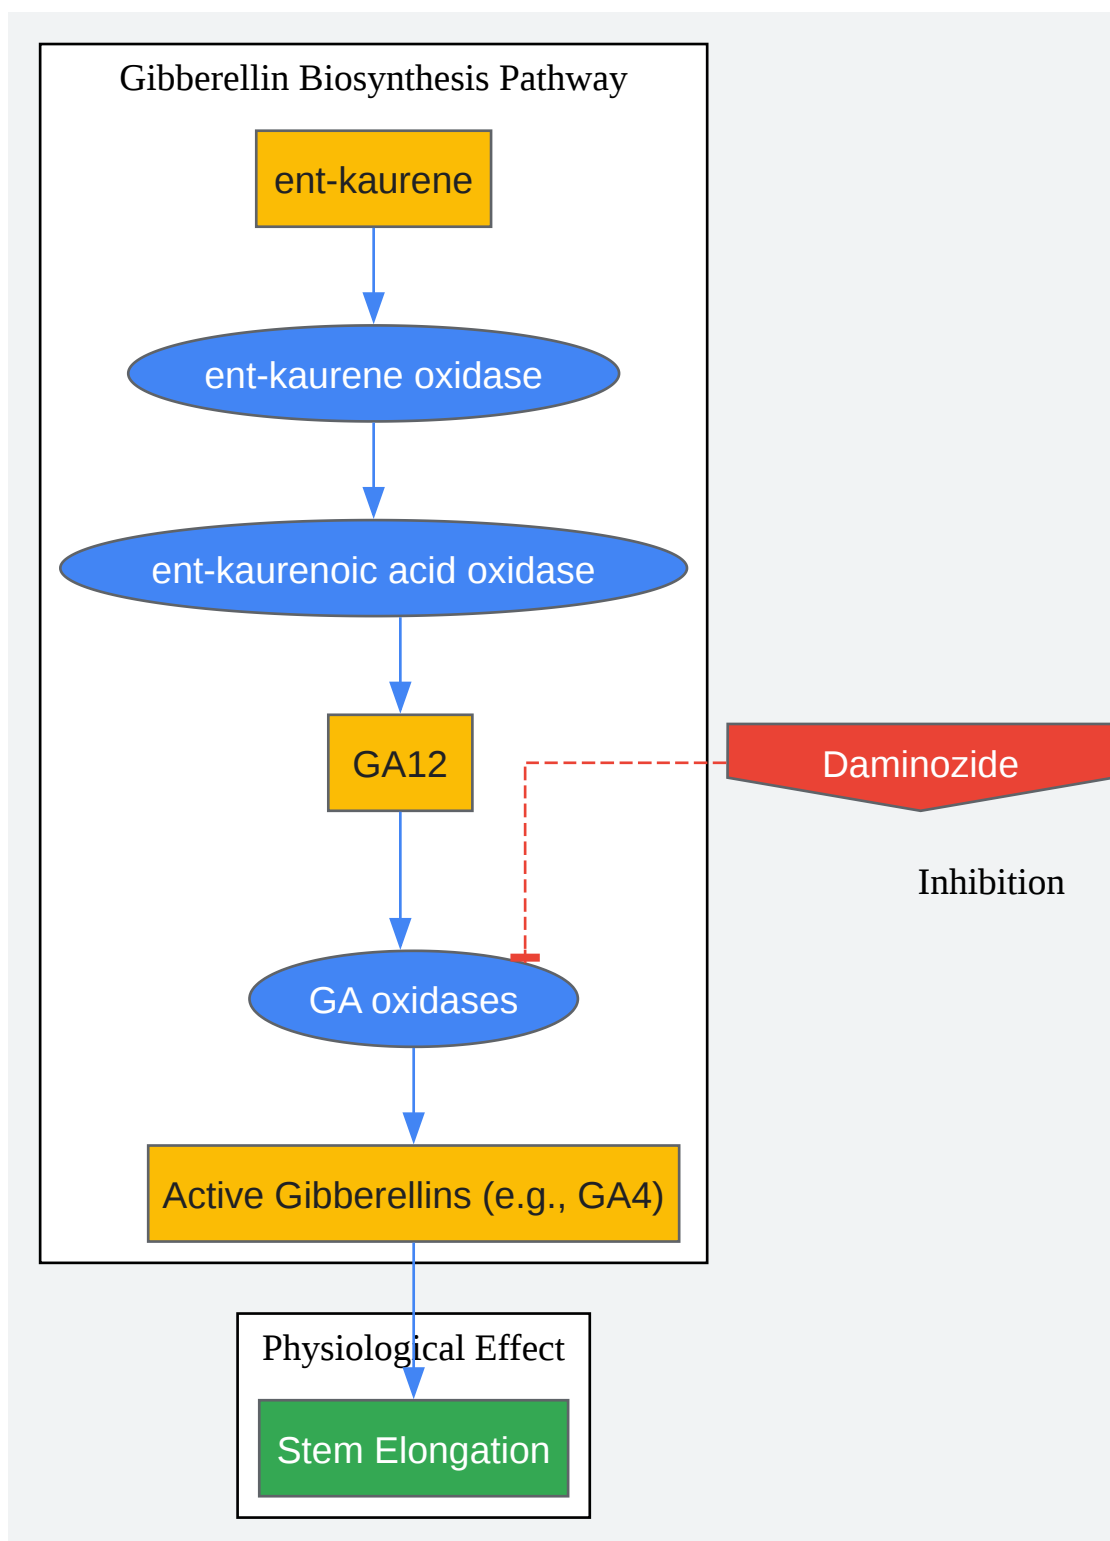 Gibberellin Biosynthesis Pathway
ent-kaurene
ent-kaurene oxidase
ent-kaurenoic acid oxidase
GA12
Daminozide
Inhibition
GA oxidases
Active Gibberellins (e.g., GA4)
Physiological Effect
Stem Elongation